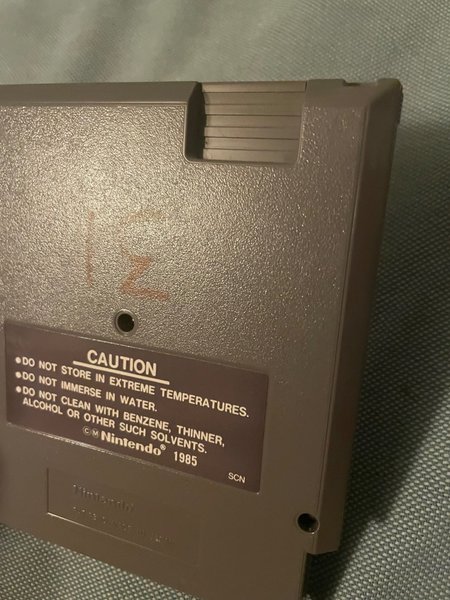 CAUTION
•DO NOT STORE IN EXTREME TEMPERATURES.
•DO NOT IMMERSE IN WATER.
•DO NOT CLEAN WITH BENZENE, THINNER,
ALCOHOL OR OTHER SUCH SOLVENTS.
©Ⓜ Nintendo® 1985
SCN
Nintendo